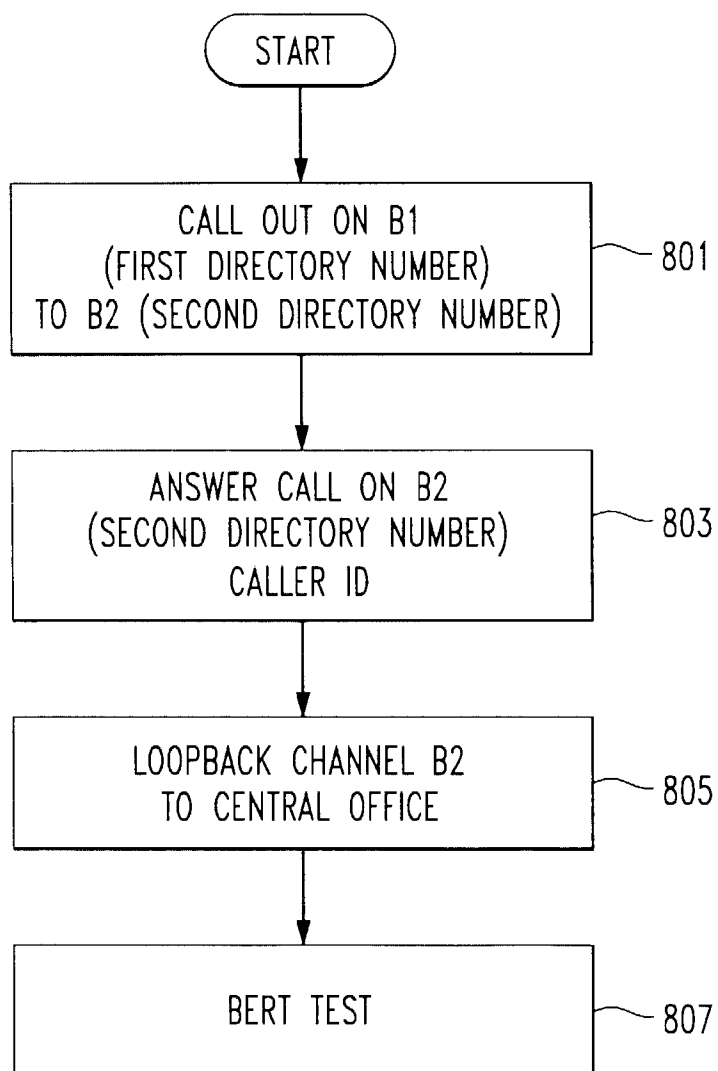 START
CALL OUT ON B1
(FIRST DIRECTORY NUMBER)
TO B2 (SECOND DIRECTORY NUMBER)
801
ANSWER CALL ON B2
(SECOND DIRECTORY NUMBER)
CALLER ID
803
LOOPBACK CHANNEL B2
TO CENTRAL OFFICE
805
BERT TEST
807